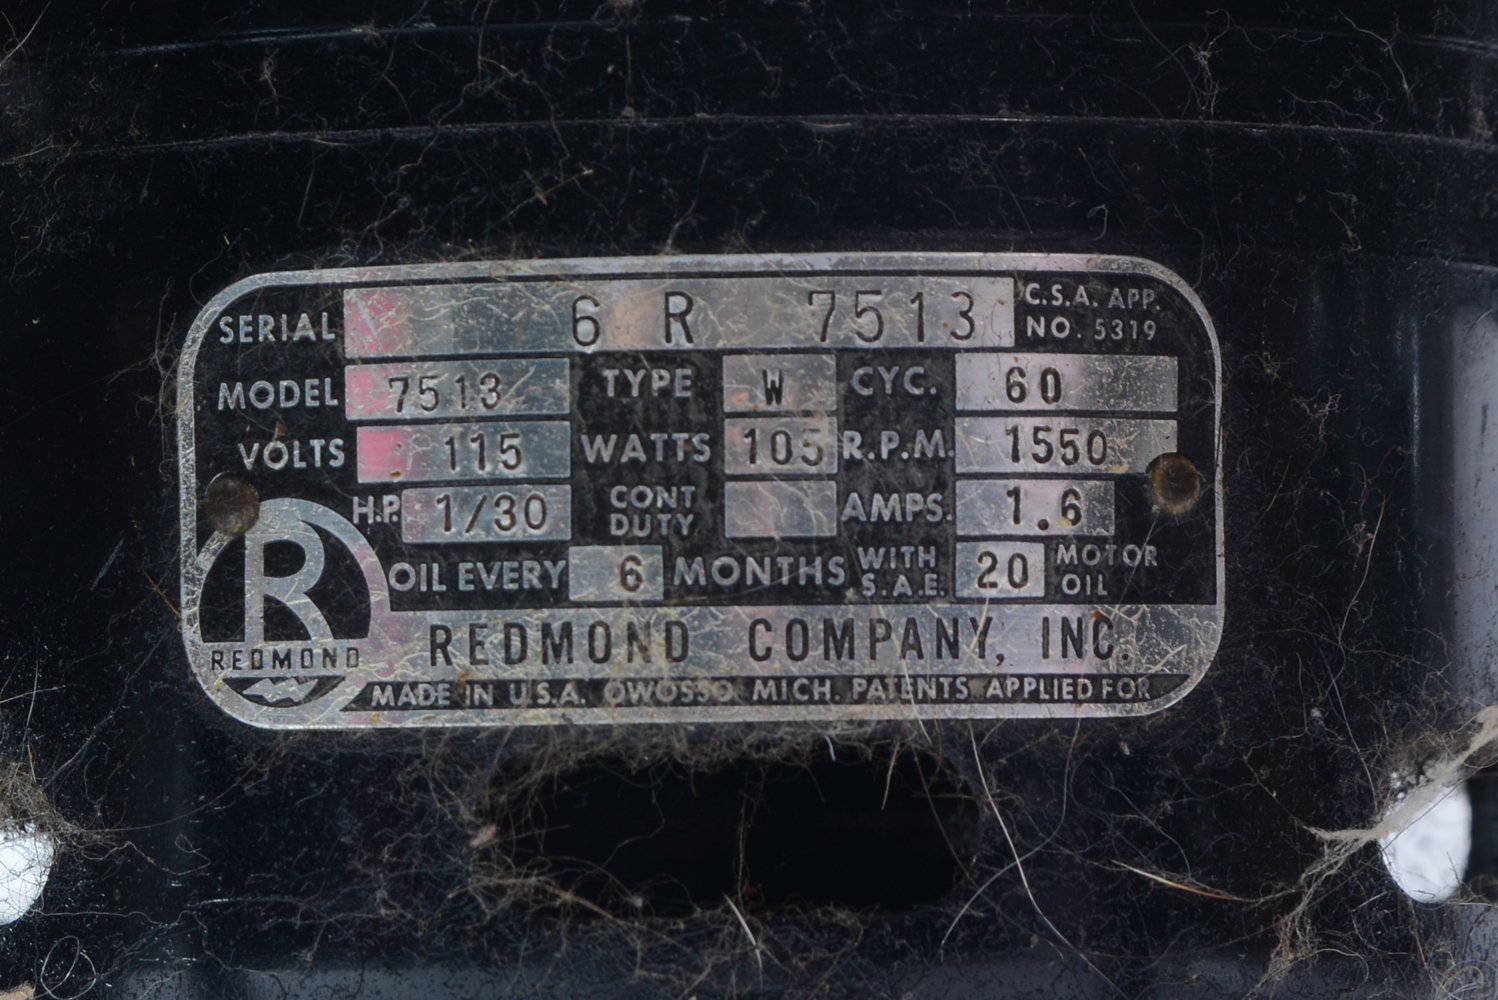 SERIAL 6 R 7513 C.S.A. APP. NO. 5319
MODEL 7513 TYPE W CYC. 60
VOLTS 115 WATTS 105 R.P.M. 1550
H.P. 1/30 CONT DUTY AMPS. 1.6
OIL EVERY 6 MONTHS WITH S.A.E. 20 MOTOR OIL
R
REDMOND
REDMOND COMPANY, INC.
MADE IN U.S.A. OWOSSO MICH. PATENTS APPLIED FOR